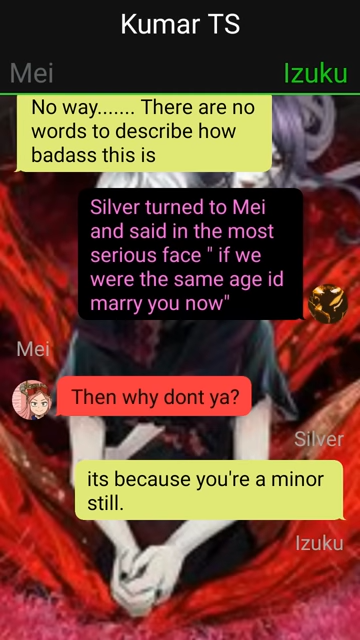 Kumar TS
Mei
Izuku
No way....... There are no
words to describe how
badass this is
Silver turned to Mei
and said in the most
serious face " if we
were the same age id
marry you now"
Mei
Then why dont ya?
Silver
its because you're a minor
still.
Izuku